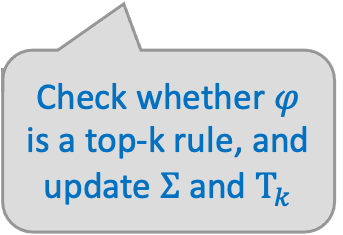 Check whether φ
is a top-k rule, and
update Σ and Tₖ